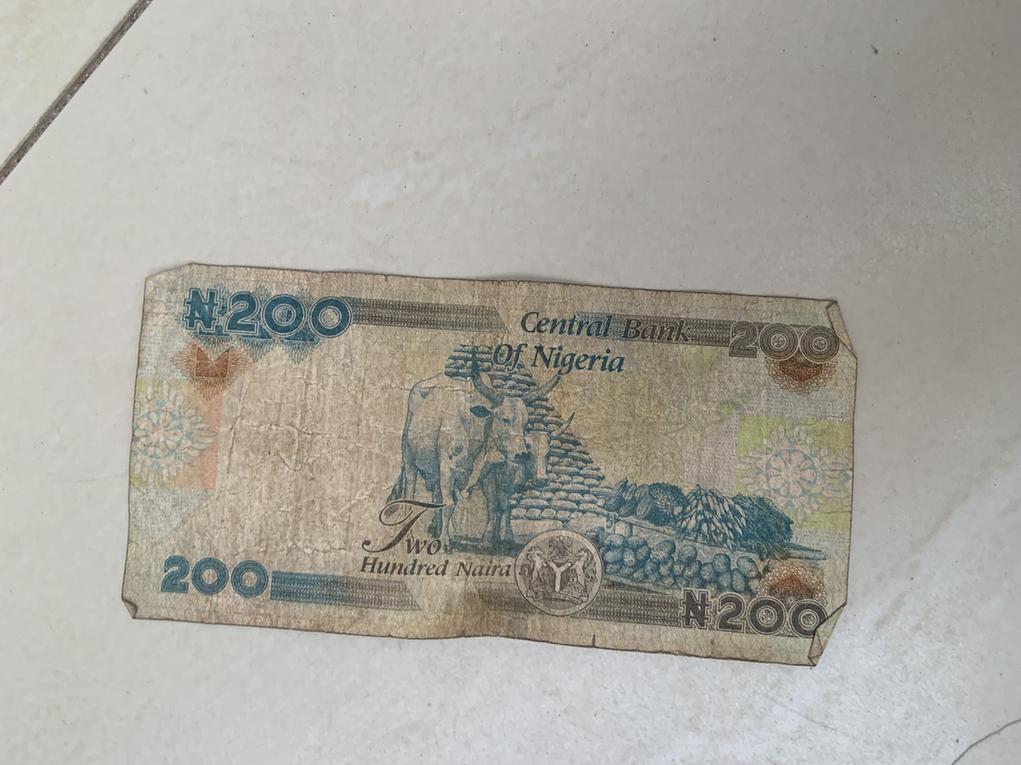 ₦200
Central Bank
Of Nigeria
200
Two
Hundred Naira
200
₦200